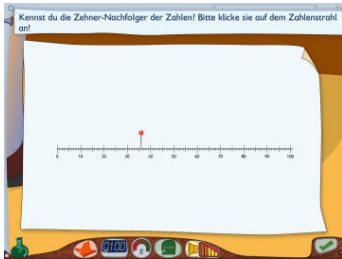 Kennst du die Zehner-Nachfolger der Zahlen? Bitte klicke sie auf dem Zahlenstrahl
an!
0 10 20 30 40 50 60 70 80 90 100